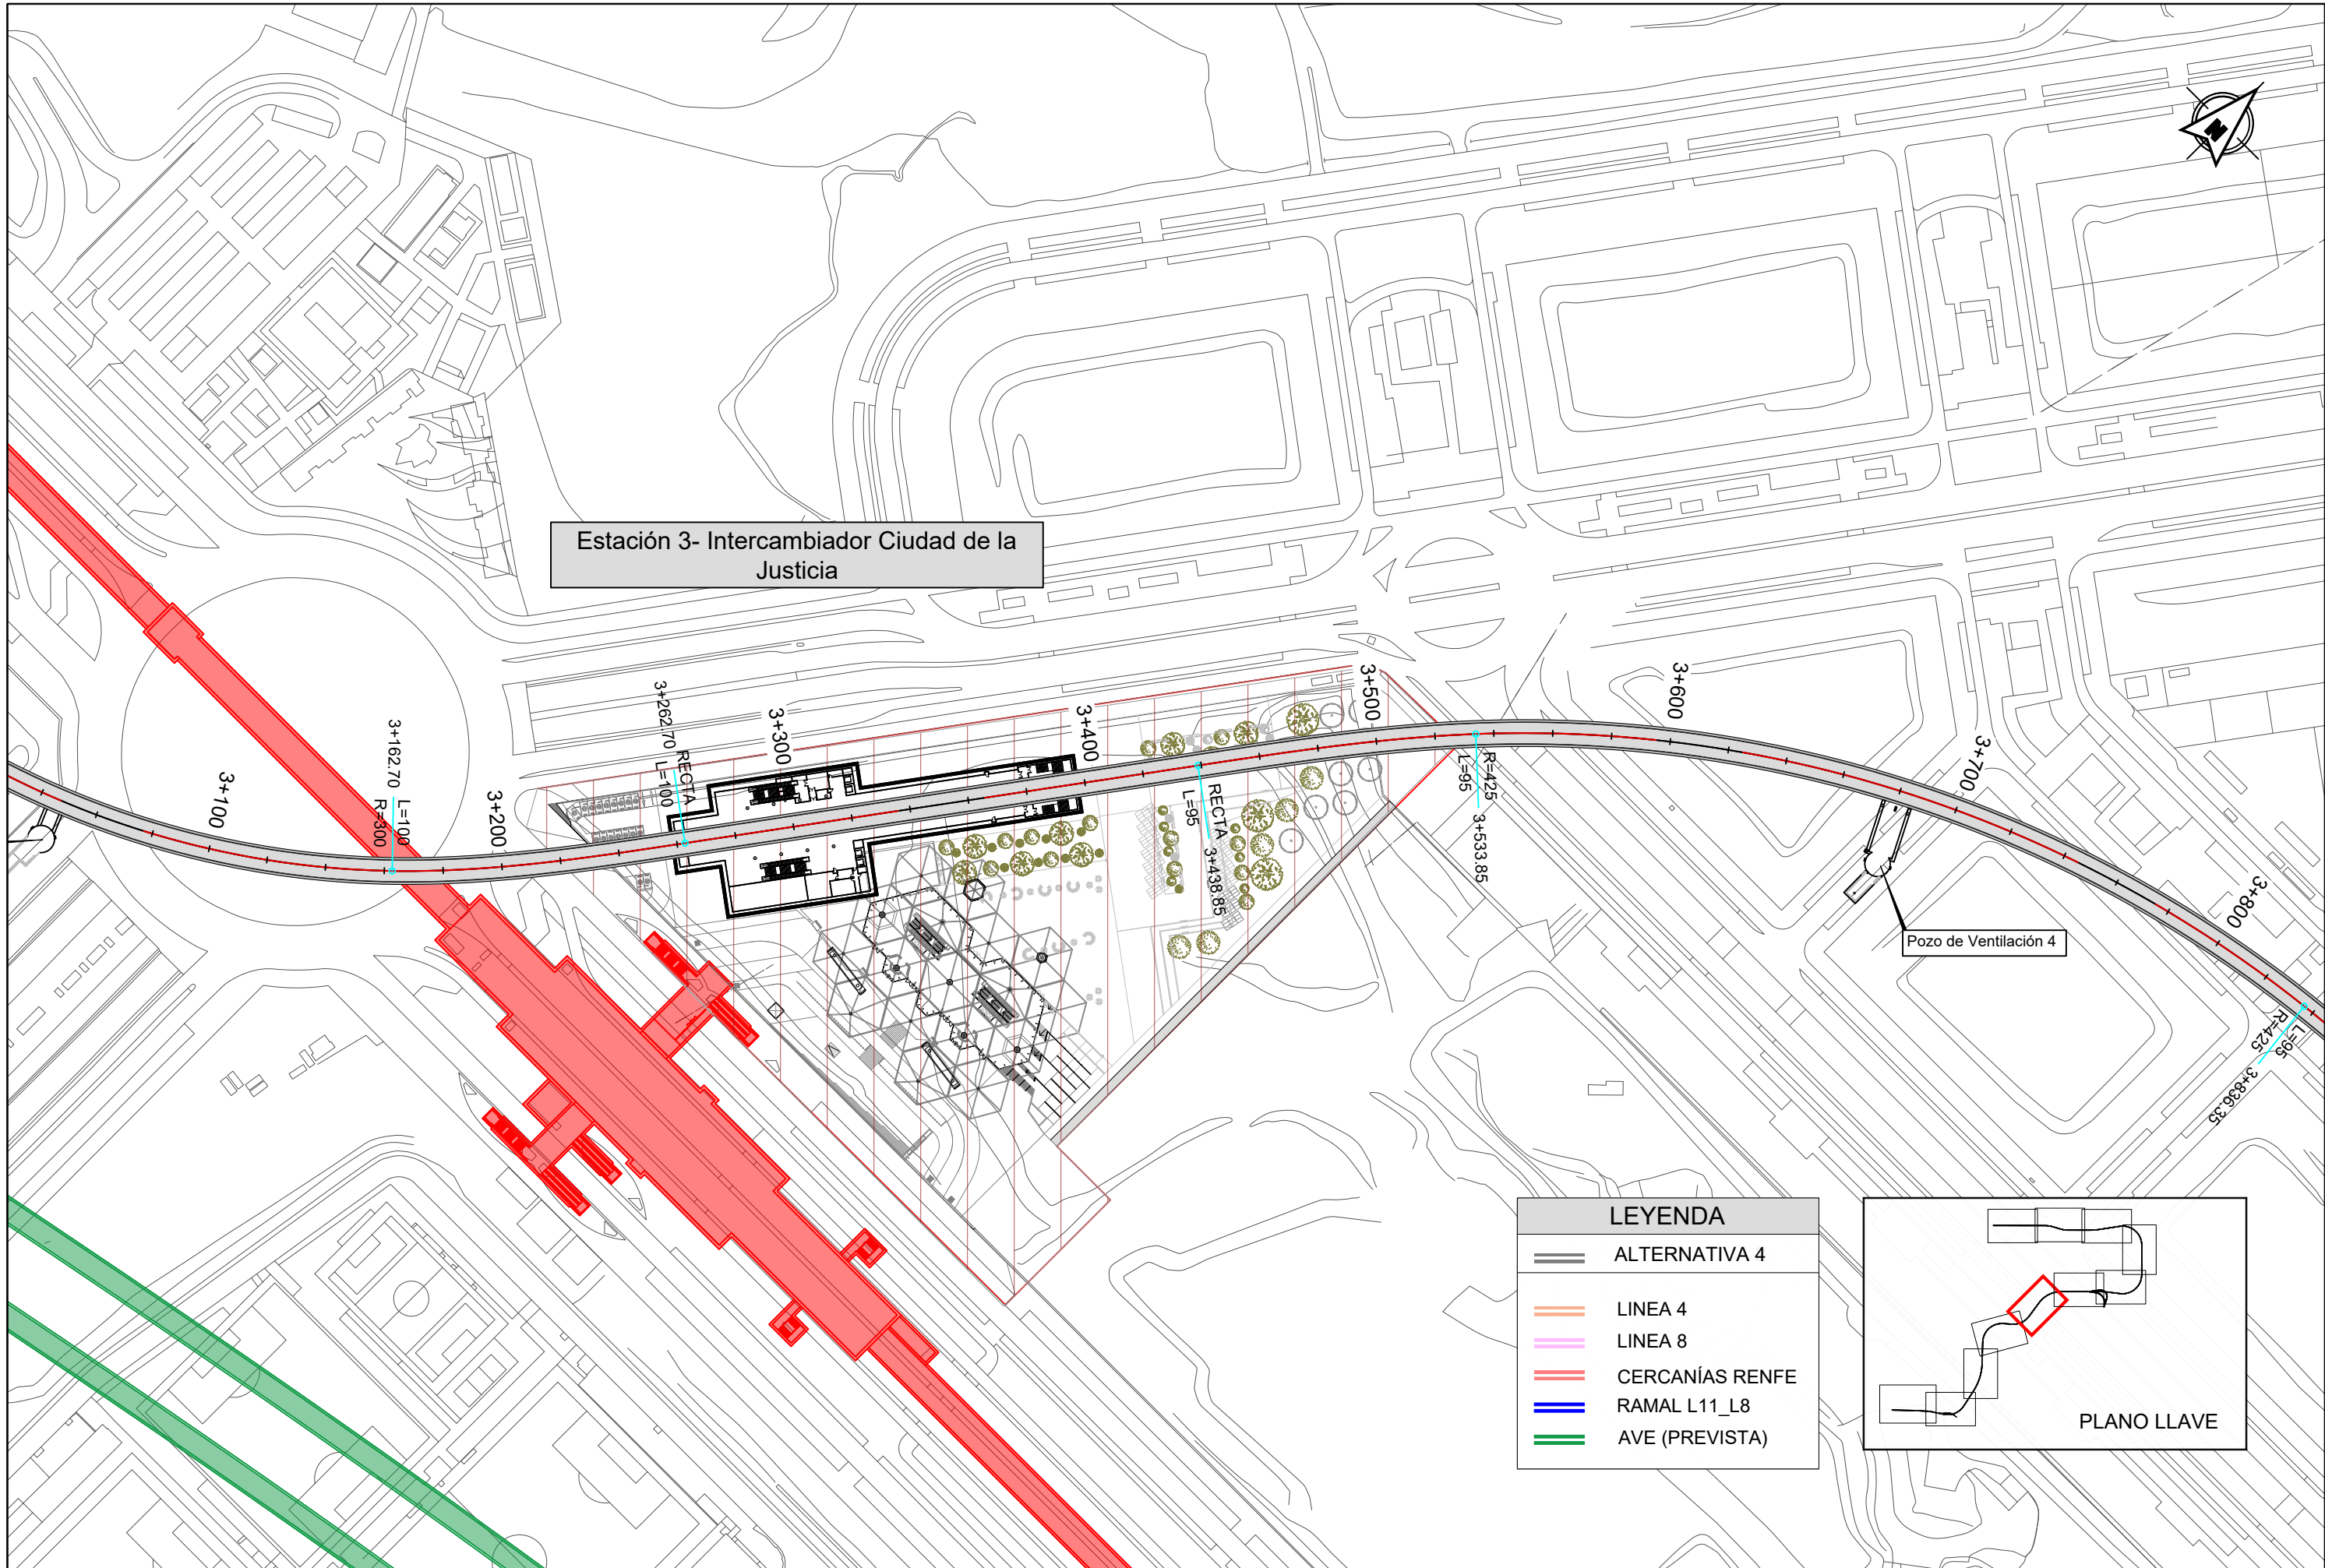 N
Estación 3- Intercambiador Ciudad de la
Justicia
3+100
3+162.70
L=100
R=300
3+200
3+262.70
RECTA
L=100
3+300
3+400
RECTA
L=95
3+438.85
3+500
R=425
L=95
3+533.85
3+600
3+700
3+800
Pozo de Ventilación 4
L=95
R=425
3+836.35
LEYENDA
ALTERNATIVA 4
LINEA 4
LINEA 8
CERCANÍAS RENFE
RAMAL L11_L8
AVE (PREVISTA)
PLANO LLAVE